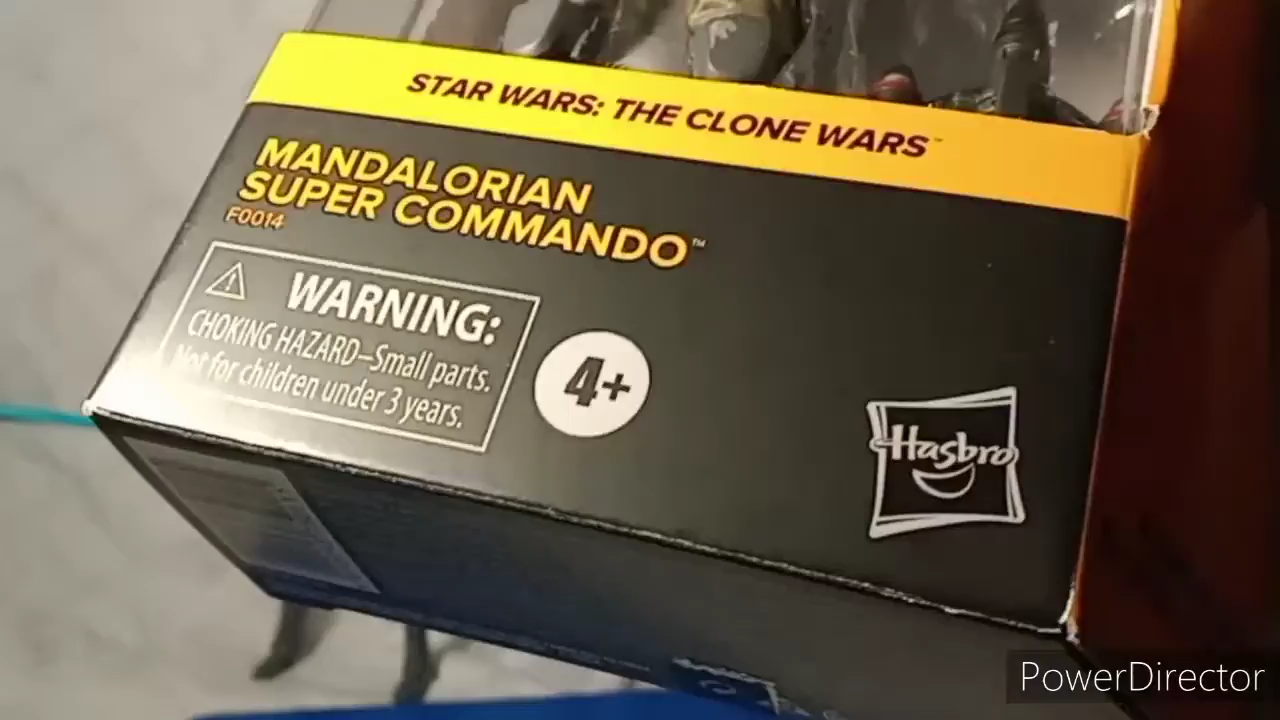 STAR WARS: THE CLONE WARS™
MANDALORIAN
SUPER COMMANDO™
F0014
WARNING:
CHOKING HAZARD–Small parts.
Not for children under 3 years.
4+
Hasbro
PowerDirector